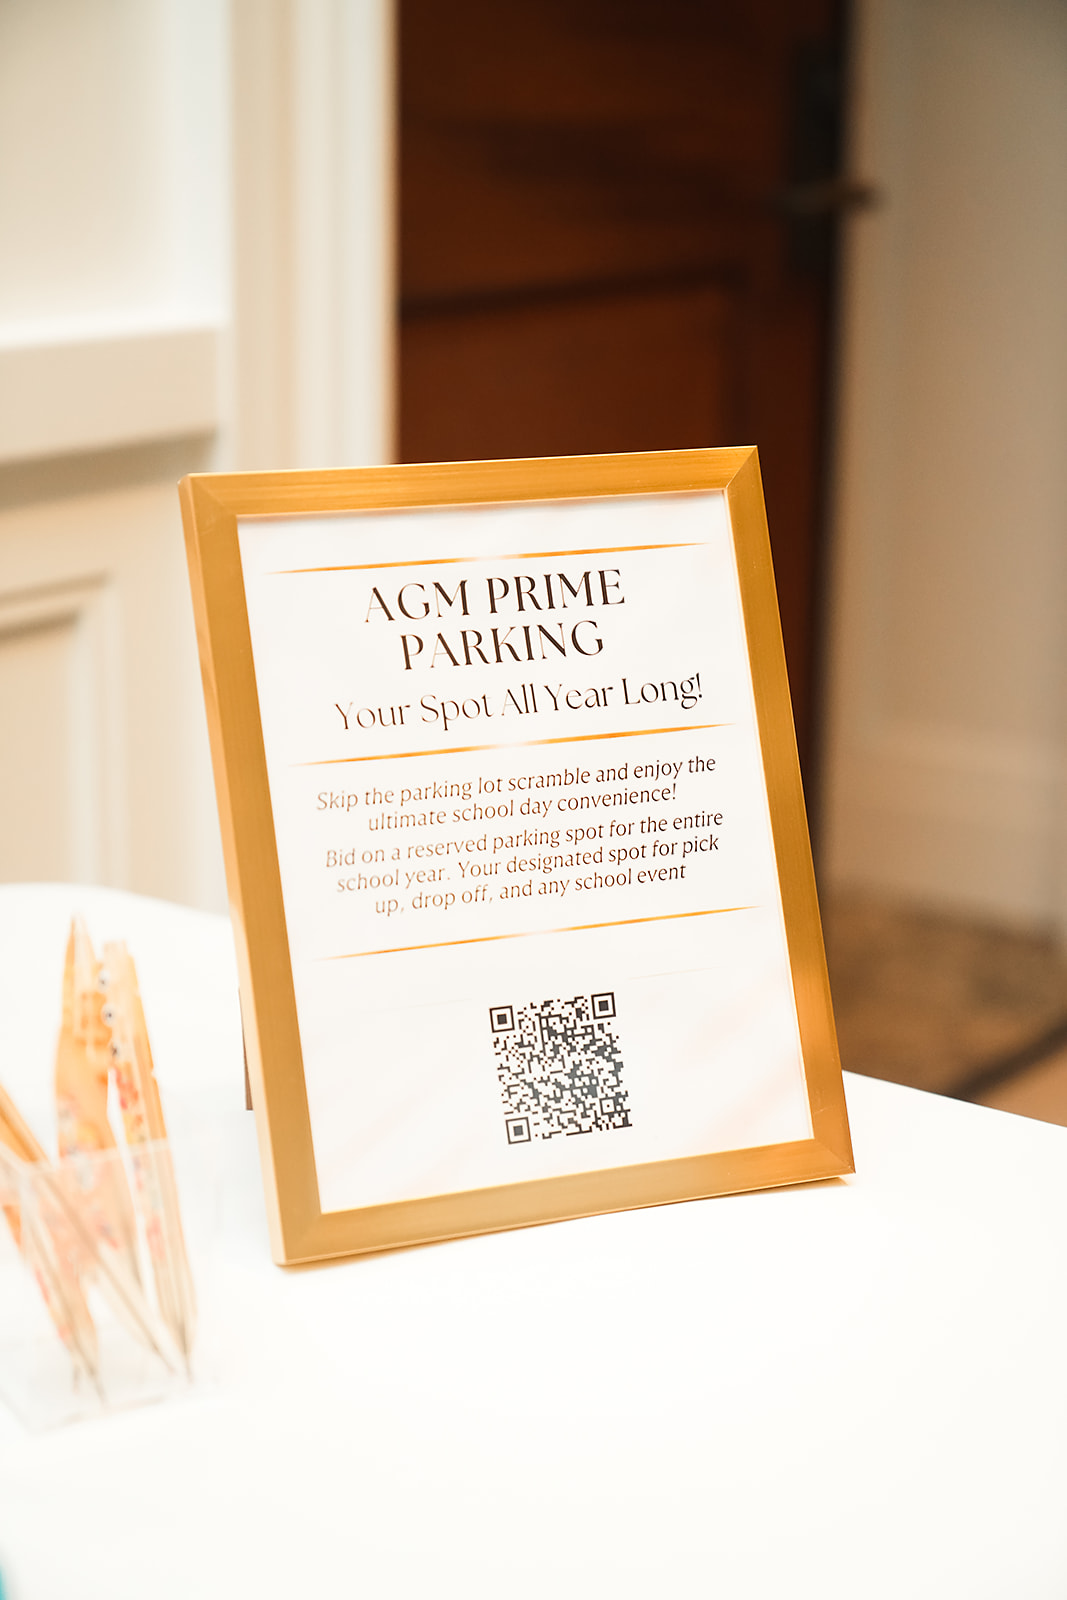 AGM PRIME
PARKING
Your Spot All Year Long!
Skip the parking lot scramble and enjoy the
ultimate school day convenience!
Bid on a reserved parking spot for the entire
school year. Your designated spot for pick
up, drop off, and any school event